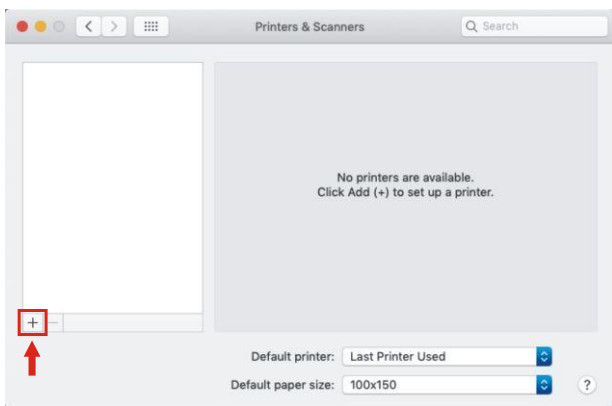 Printers & Scanners
Search
No printers are available.
Click Add (+) to set up a printer.
+ −
Default printer: Last Printer Used
Default paper size: 100x150
?